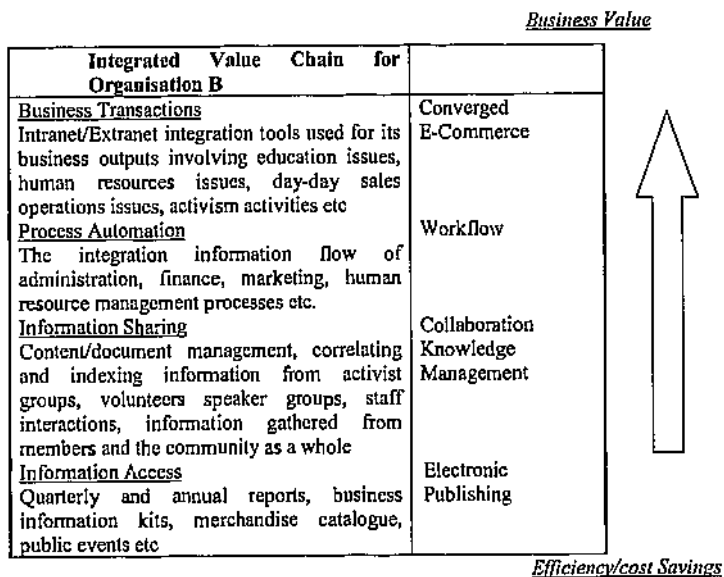 Business Value
Integrated Value Chain for
Organisation B
Business Transactions
Converged
Intranet/Extranet integration tools used for its
E-Commerce
business outputs involving education issues,
human resources issues, day-day sales
operations issues, activism activities etc
Process Automation
Workflow
The integration information flow of
administration, finance, marketing, human
resource management processes etc.
Information Sharing
Collaboration
Content/document management, correlating
Knowledge
and indexing information from activist
Management
groups, volunteers speaker groups, staff
interactions, information gathered from
members and the community as a whole
Information Access
Electronic
Quarterly and annual reports, business
Publishing
information kits, merchandise catalogue,
public events etc
Efficiency/cost Savings